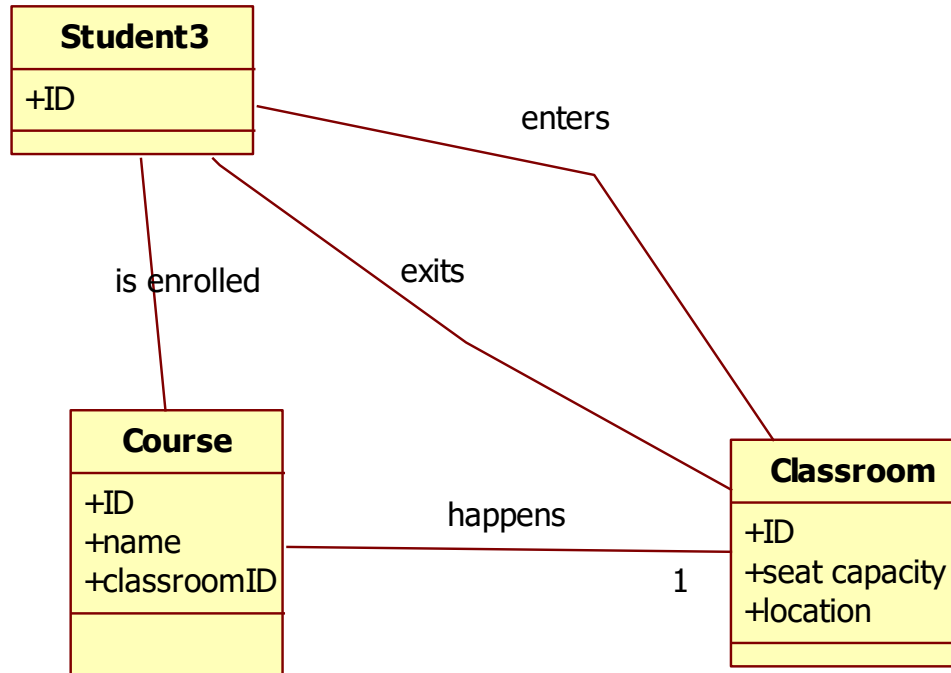 Student3
+ID
enters
exits
is enrolled
Course
+ID
+name
+classroomID
happens
1
Classroom
+ID
+seat capacity
+location